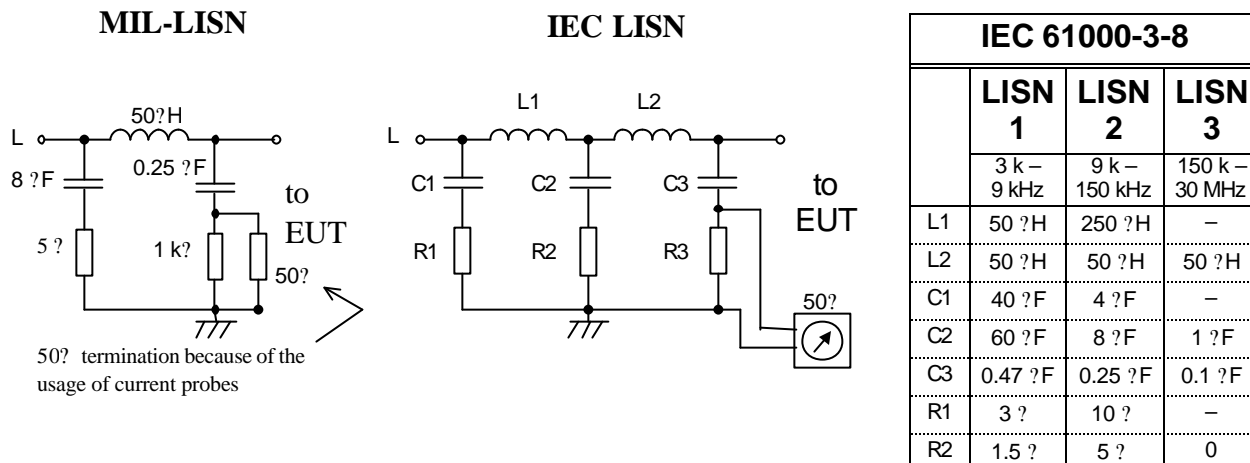 MIL-LISN
L
50?H
8 ?F
0.25 ?F
5 ?
1 k?
50?
to
EUT
50? termination because of the
usage of current probes
IEC LISN
L
L1
L2
C1
C2
C3
R1
R2
R3
to
EUT
50?
IEC 61000-3-8
LISN 1 LISN 2 LISN 3
3 k – 9 kHz 9 k – 150 kHz 150 k – 30 MHz
L1 50 ?H 250 ?H –
L2 50 ?H 50 ?H 50 ?H
C1 40 ?F 4 ?F –
C2 60 ?F 8 ?F 1 ?F
C3 0.47 ?F 0.25 ?F 0.1 ?F
R1 3 ? 10 ? –
R2 1.5 ? 5 ? 0